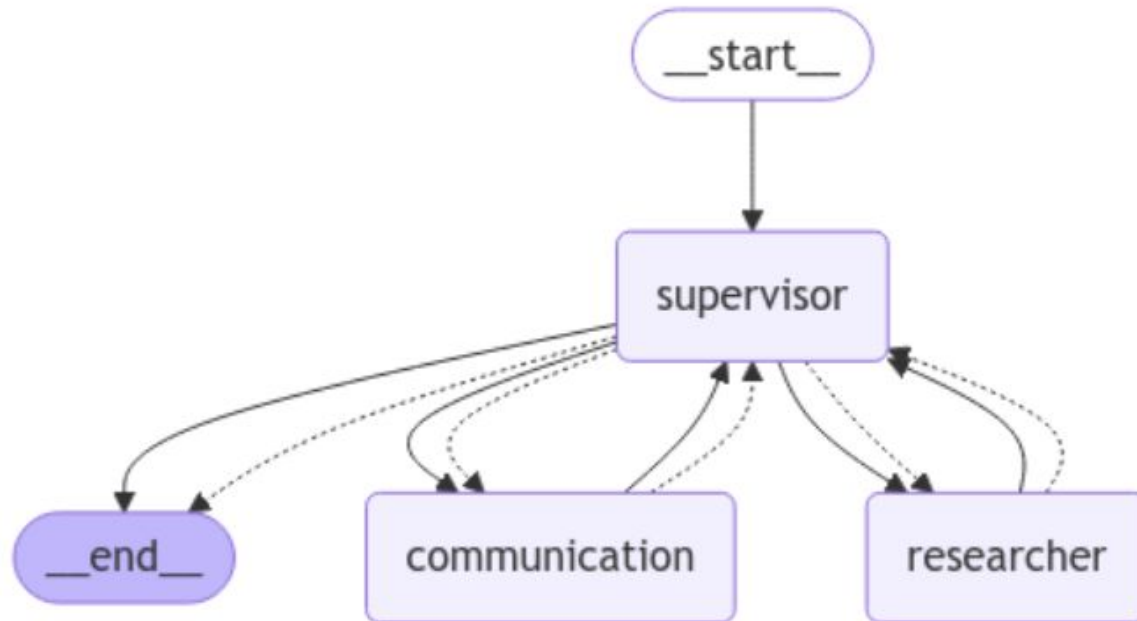 __start__
supervisor
__end__
communication
researcher